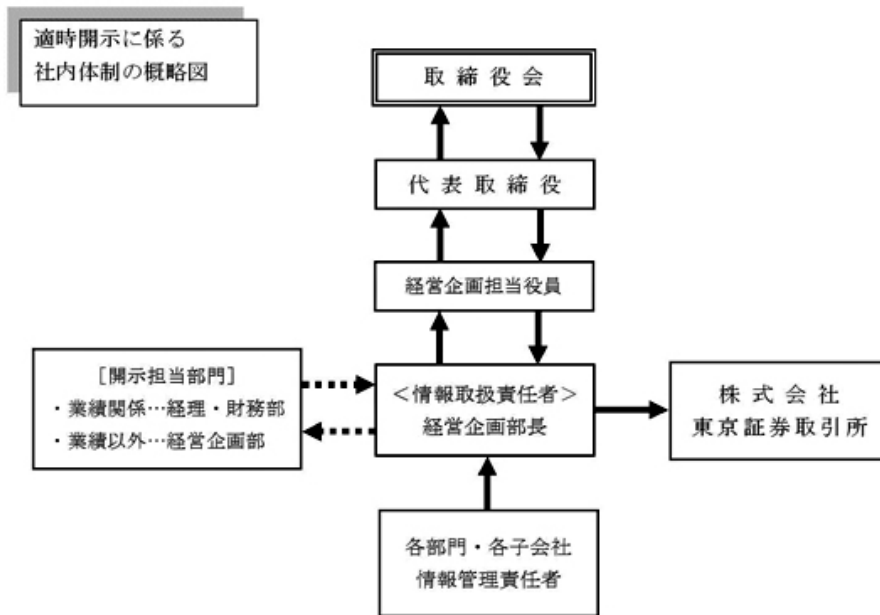 適時開示に係る
社内体制の概略図
取締役会
代表取締役
経営企画担当役員
［開示担当部門］
・業績関係…経理・財務部
・業績以外…経営企画部
＜情報取扱責任者＞
経営企画部長
株式会社
東京証券取引所
各部門・各子会社
情報管理責任者